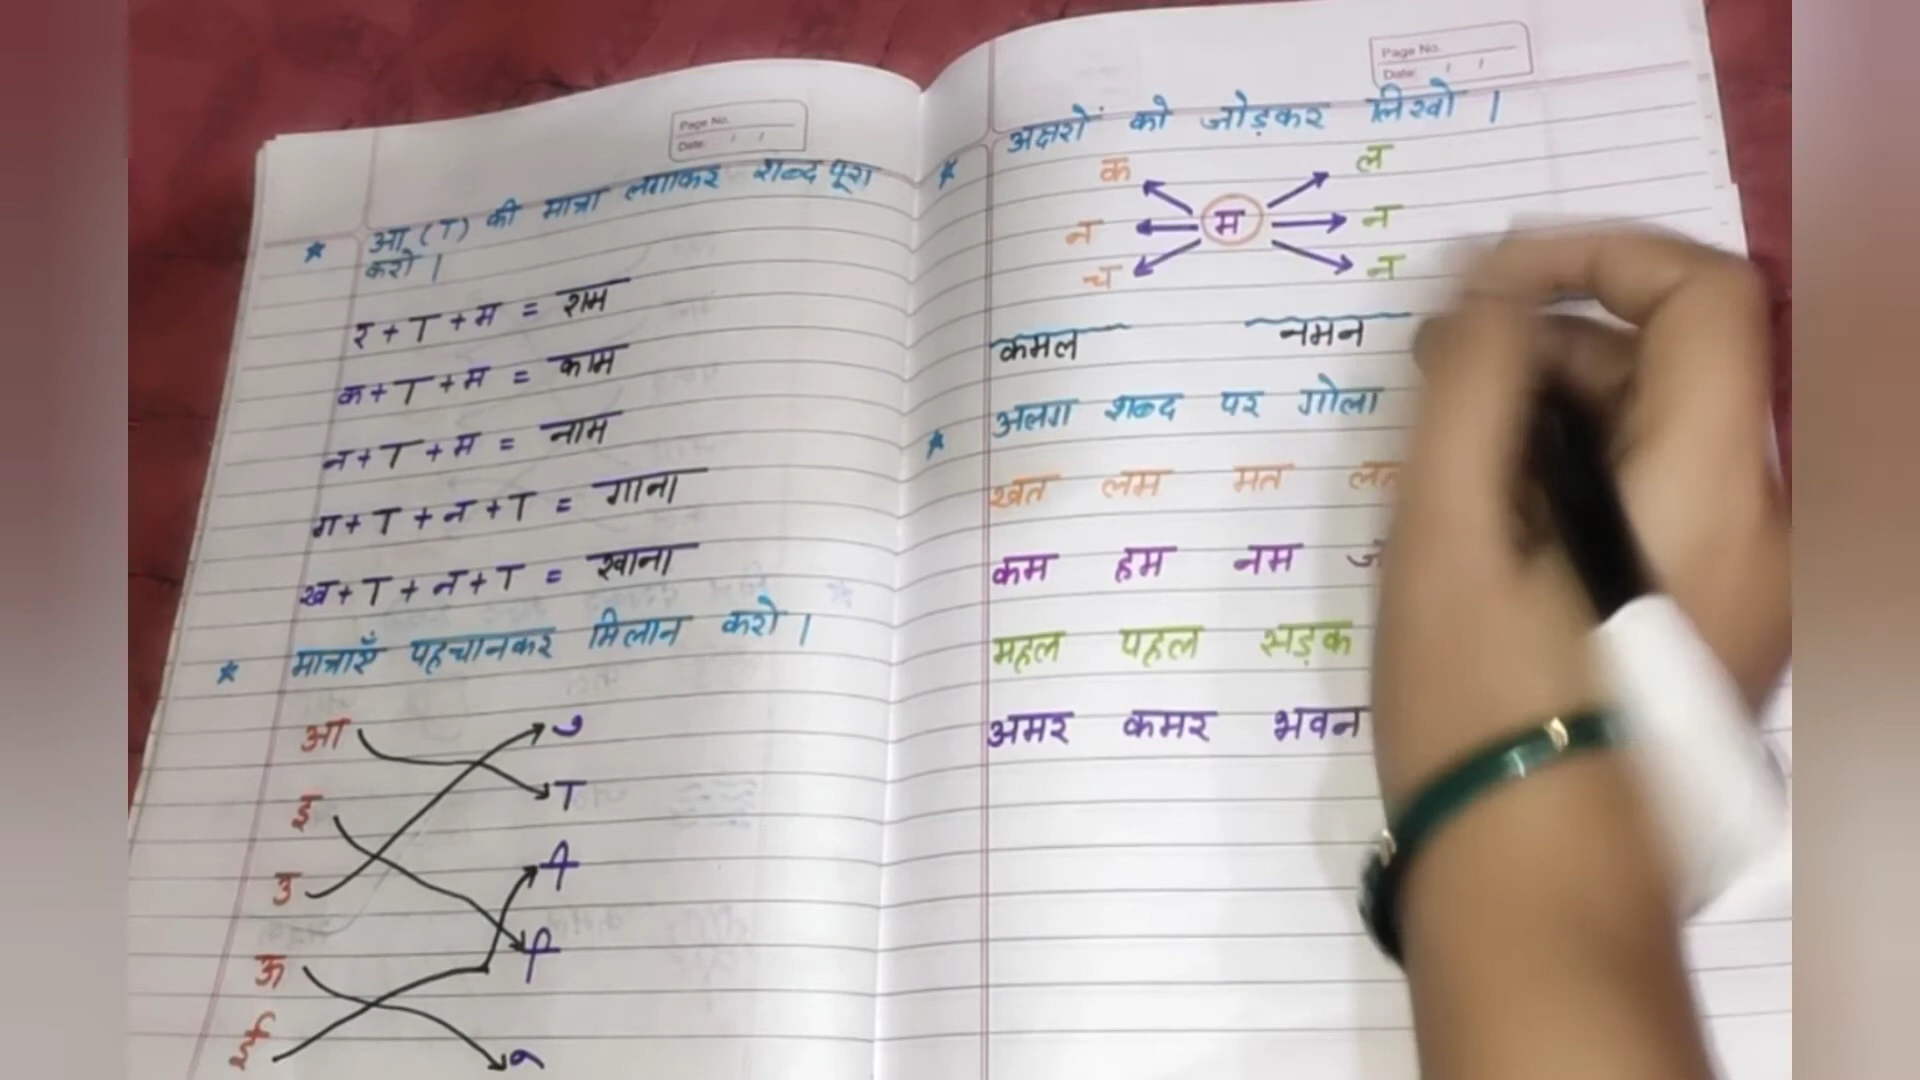 Page No.
Date: / /
* आ (ा) की मात्रा लगाकर शब्द पूरा
करो।
र + ा + म = राम
क + ा + म = काम
न + ा + म = नाम
ग + ा + न + ा = गाना
ख + ा + न + ा = खाना
* मात्राएँ पहचानकर मिलान करो।
आ ु
इ ा
उ ी
ऊ ि
ई ू
Page No.
Date: / /
* अक्षरों को जोड़कर लिखो।
क ल
न म न
च न
कमल नमन
* अलग शब्द पर गोला
खत लम मत
कम हम नम
महल पहल सड़क
अमर कमर भवन